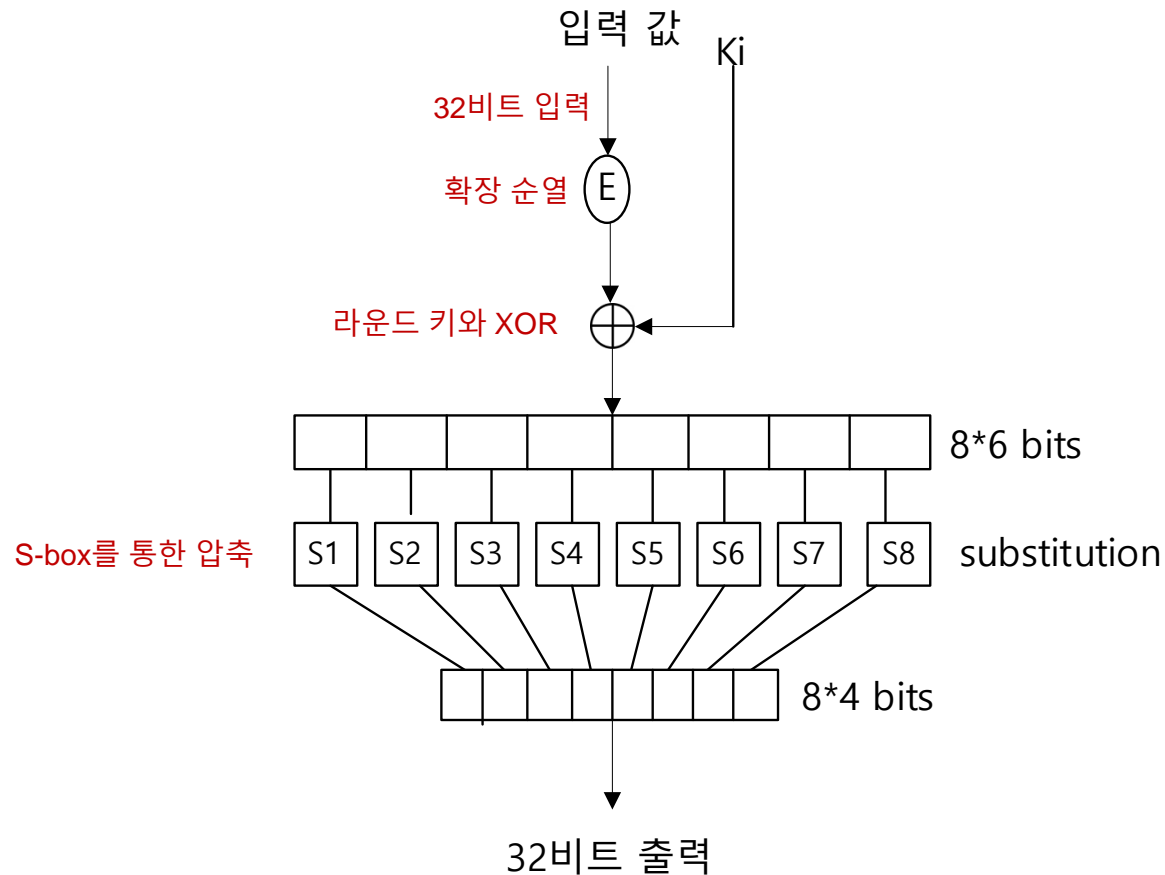 입력 값
Ki
32비트 입력
확장 순열
E
라운드 키와 XOR
8*6 bits
S-box를 통한 압축
S1
S2
S3
S4
S5
S6
S7
S8
substitution
8*4 bits
32비트 출력